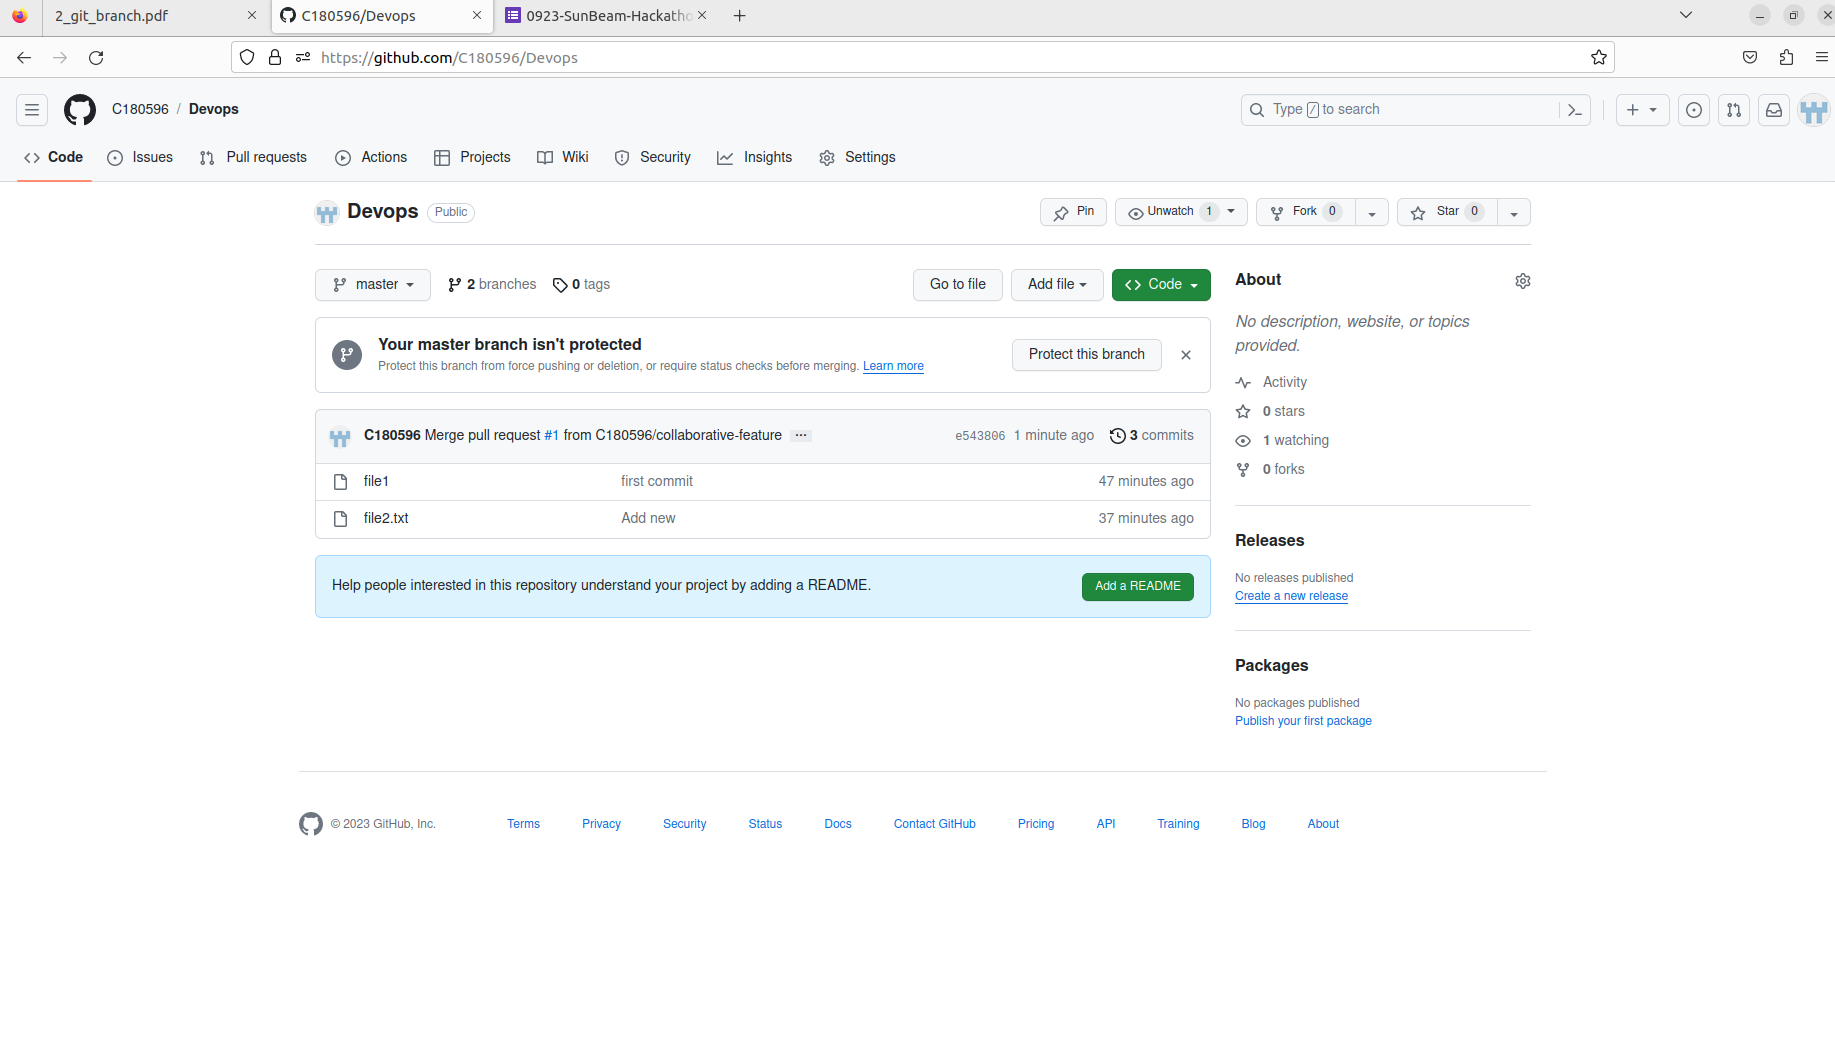 2_git_branch.pdf
C180596/Devops
0923-SunBeam-Hackatho
https://github.com/C180596/Devops
C180596 / Devops
Type / to search
Code
Issues
Pull requests
Actions
Projects
Wiki
Security
Insights
Settings
Devops Public
Pin
Unwatch 1
Fork 0
Star 0
master
2 branches
0 tags
Go to file
Add file
Code
Your master branch isn't protected
Protect this branch from force pushing or deletion, or require status checks before merging. Learn more
Protect this branch
C180596 Merge pull request #1 from C180596/collaborative-feature ...
e543806 1 minute ago
3 commits
file1 first commit 47 minutes ago
file2.txt Add new 37 minutes ago
Help people interested in this repository understand your project by adding a README.
Add a README
About
No description, website, or topics
provided.
Activity
0 stars
1 watching
0 forks
Releases
No releases published
Create a new release
Packages
No packages published
Publish your first package
© 2023 GitHub, Inc.
Terms
Privacy
Security
Status
Docs
Contact GitHub
Pricing
API
Training
Blog
About